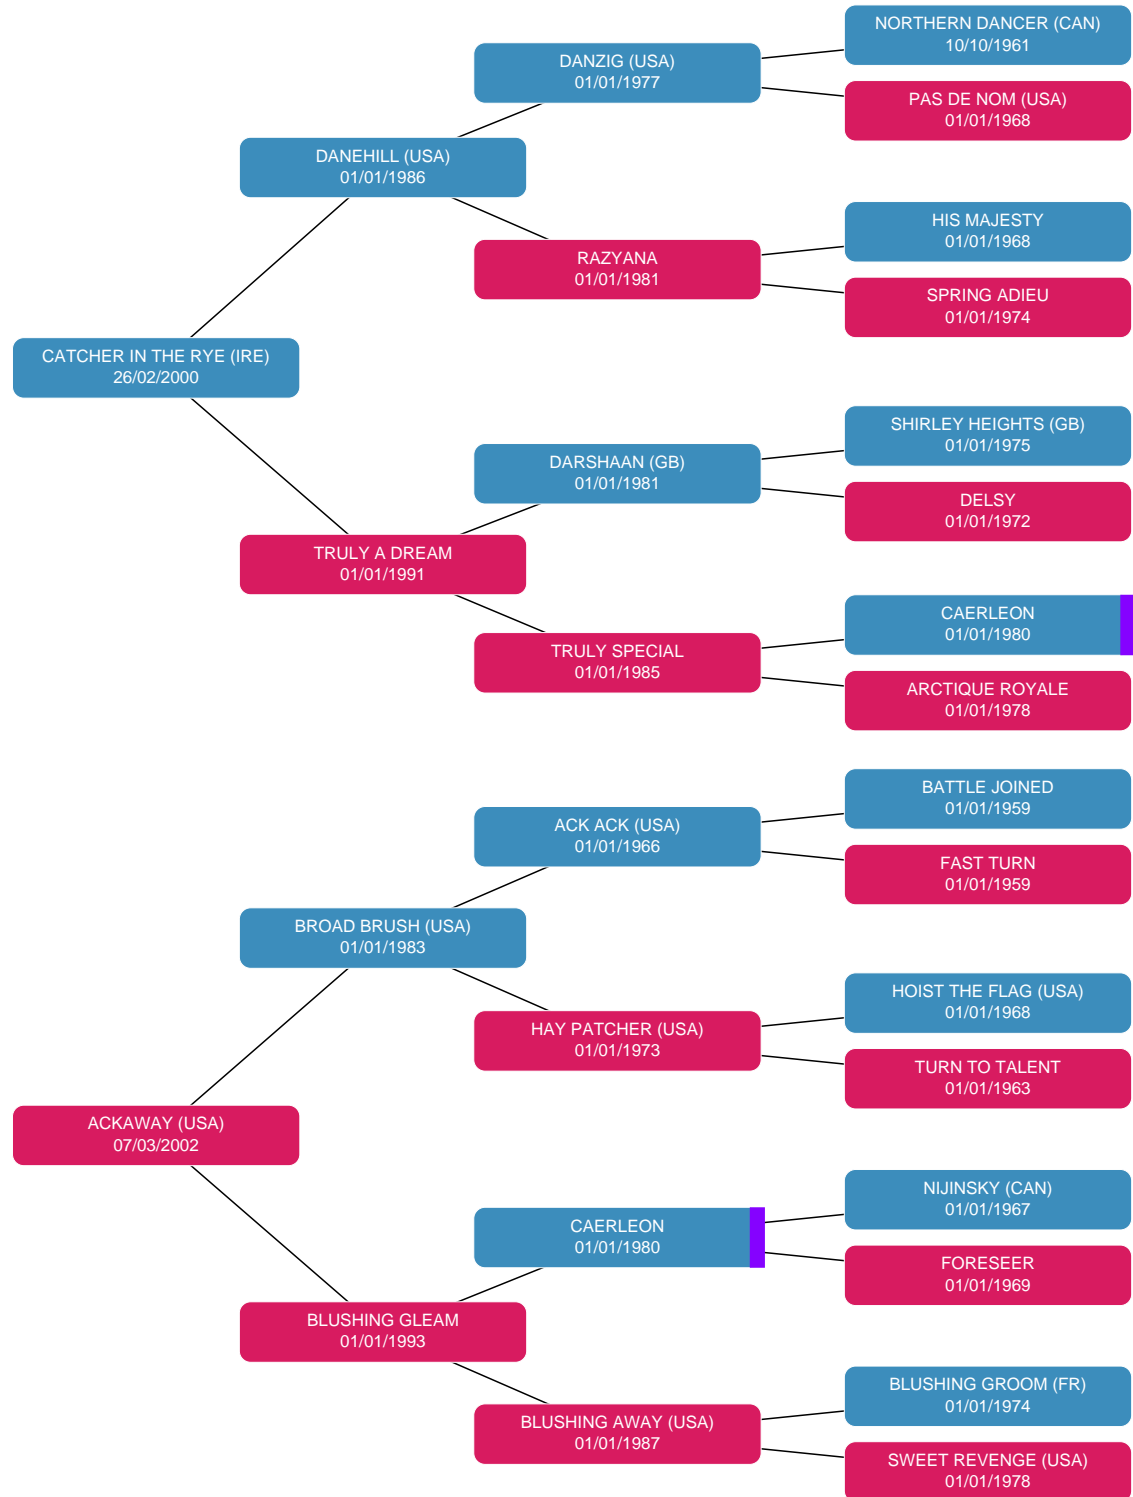 NORTHERN DANCER (CAN)
10/10/1961
DANZIG (USA)
01/01/1977
PAS DE NOM (USA)
01/01/1968
DANEHILL (USA)
01/01/1986
HIS MAJESTY
01/01/1968
RAZYANA
01/01/1981
SPRING ADIEU
01/01/1974
CATCHER IN THE RYE (IRE)
26/02/2000
SHIRLEY HEIGHTS (GB)
01/01/1975
DARSHAAN (GB)
01/01/1981
DELSY
01/01/1972
TRULY A DREAM
01/01/1991
CAERLEON
01/01/1980
TRULY SPECIAL
01/01/1985
ARCTIQUE ROYALE
01/01/1978
BATTLE JOINED
01/01/1959
ACK ACK (USA)
01/01/1966
FAST TURN
01/01/1959
BROAD BRUSH (USA)
01/01/1983
HOIST THE FLAG (USA)
01/01/1968
HAY PATCHER (USA)
01/01/1973
TURN TO TALENT
01/01/1963
ACKAWAY (USA)
07/03/2002
NIJINSKY (CAN)
01/01/1967
CAERLEON
01/01/1980
FORESEER
01/01/1969
BLUSHING GLEAM
01/01/1993
BLUSHING GROOM (FR)
01/01/1974
BLUSHING AWAY (USA)
01/01/1987
SWEET REVENGE (USA)
01/01/1978